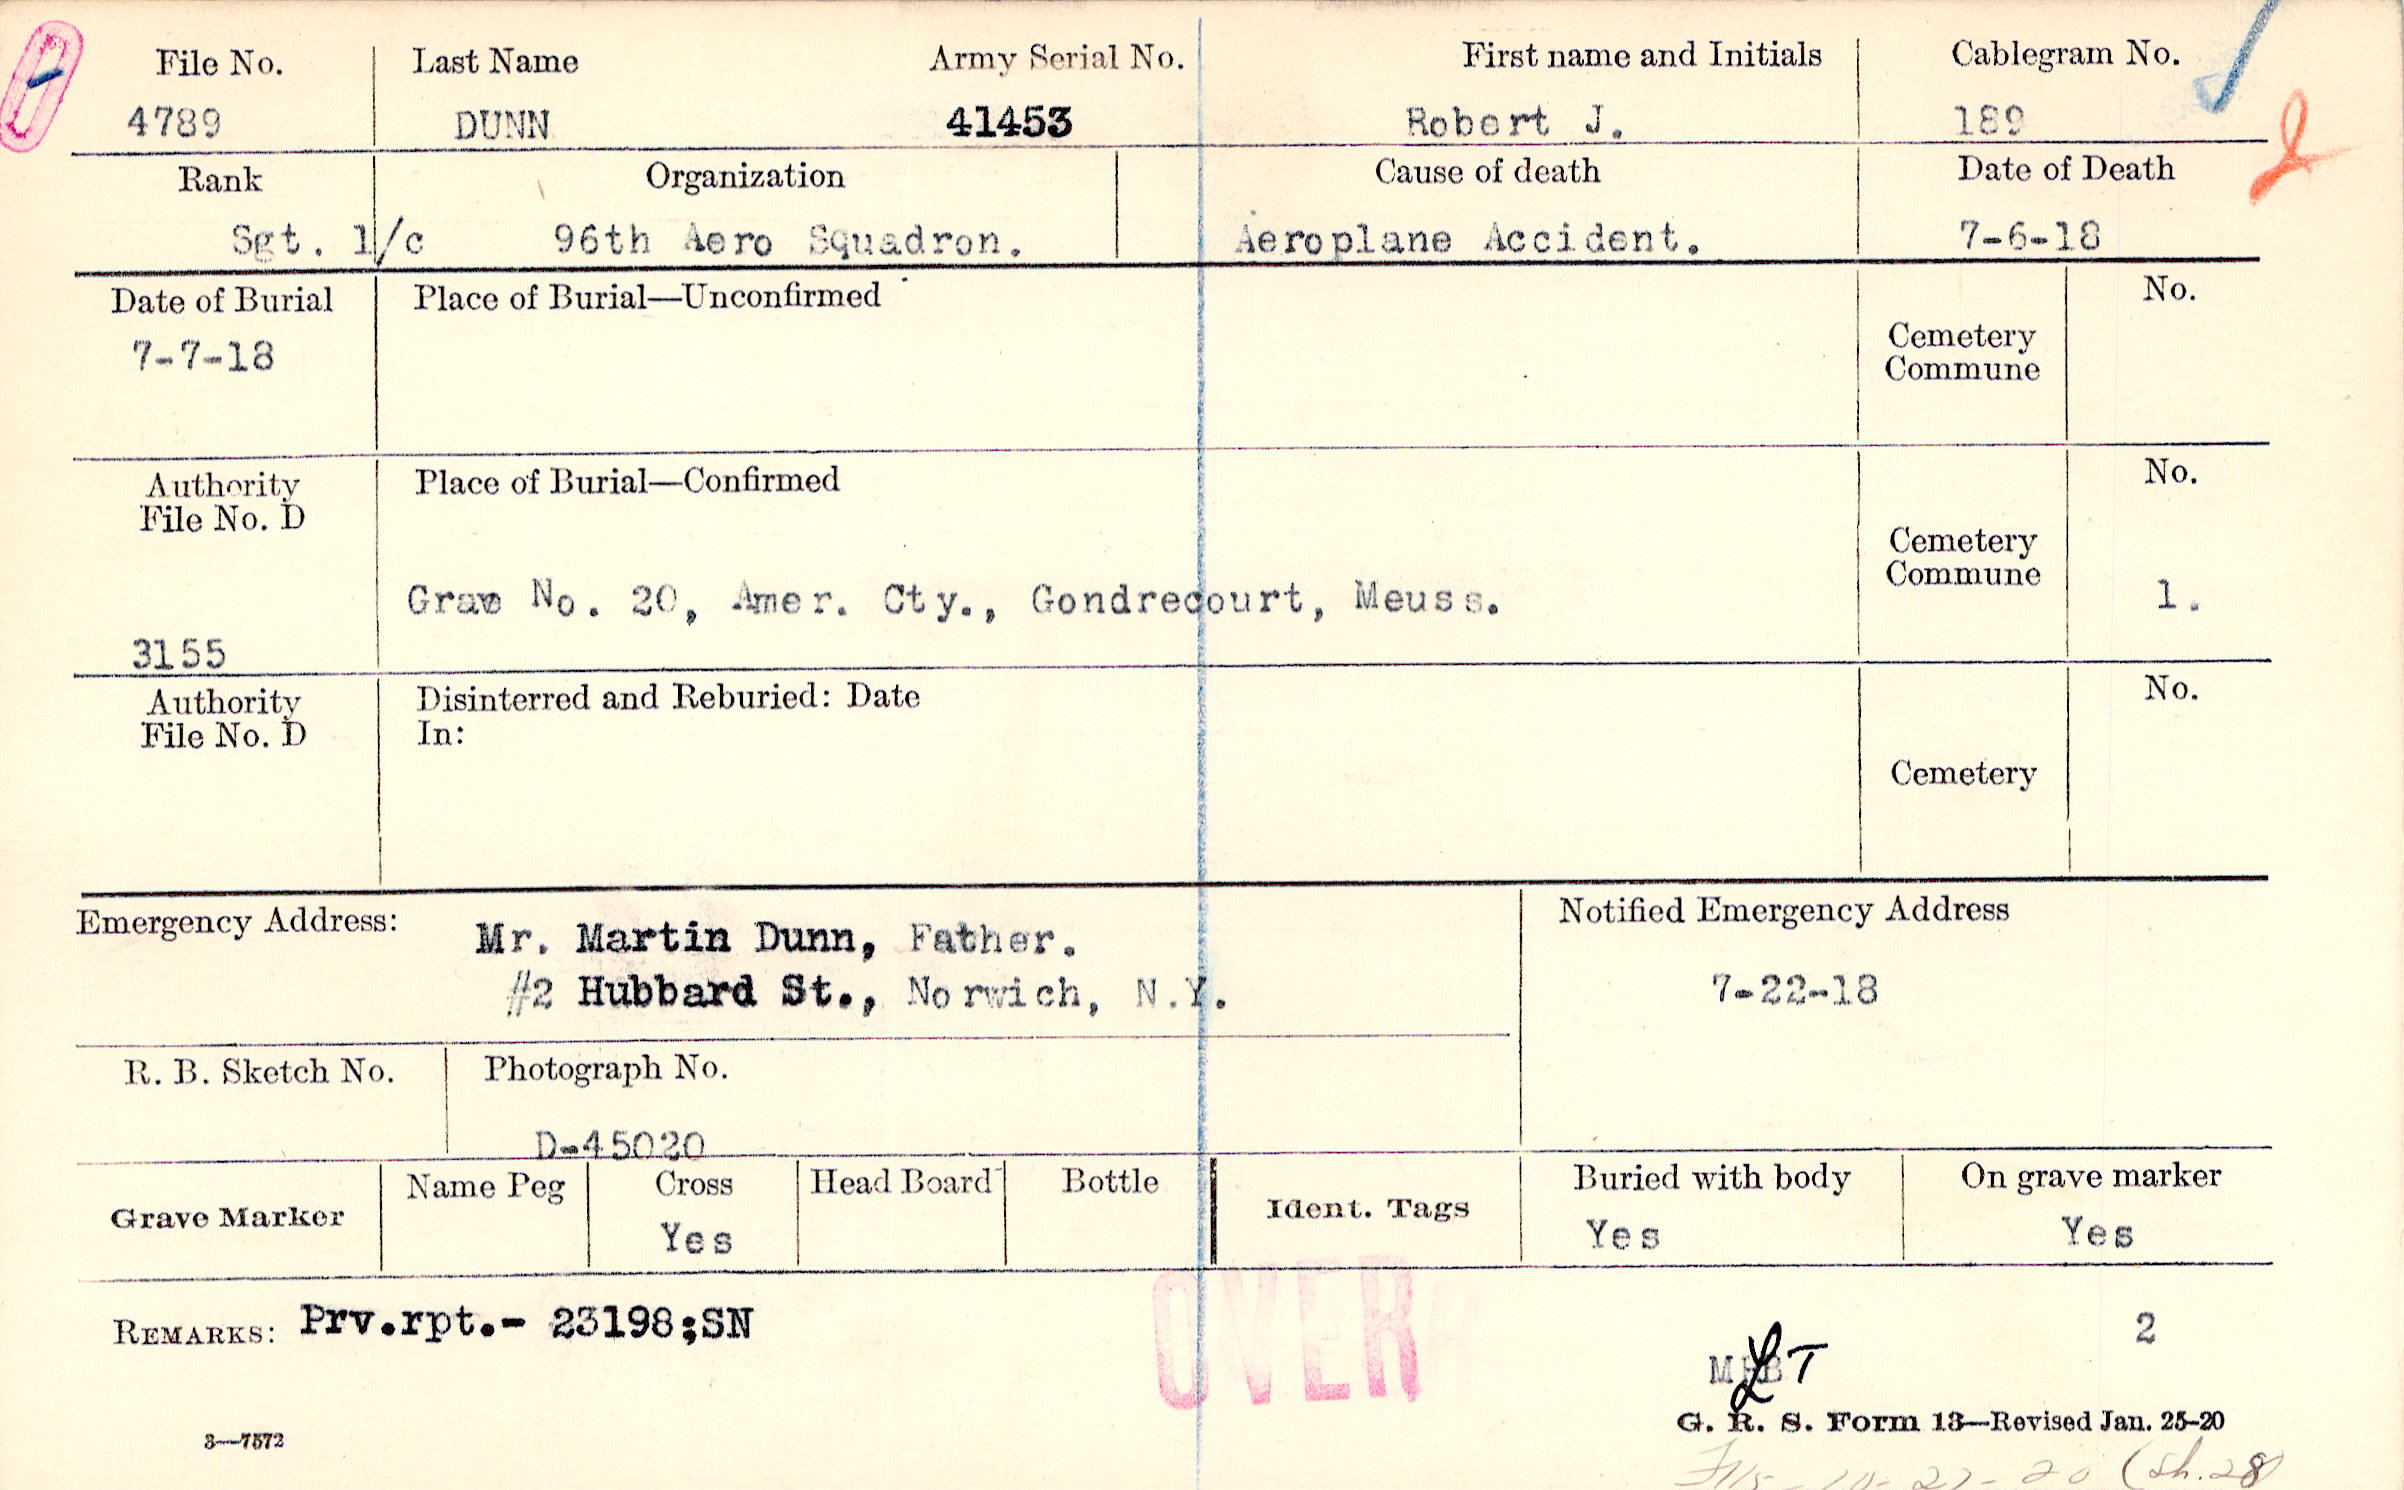 File No. Last Name Army Serial No. First name and Initials Cablegram No.
4789 DUNN 41453 Robert J. 189
Rank Organization Cause of death Date of Death
Sgt. 1/c 96th Aero Squadron. Aeroplane Accident. 7-6-18
Date of Burial Place of Burial—Unconfirmed No.
7-7-18
Cemetery
Commune
Authority Place of Burial—Confirmed No.
File No. D
Cemetery
Commune
Grave No. 20, Amer. Cty., Gondrecourt, Meuss. 1.
3155
Authority Disinterred and Reburied: Date No.
File No. D In:
Cemetery
Emergency Address: Mr. Martin Dunn, Father. Notified Emergency Address
#2 Hubbard St., Norwich, N.Y. 7-22-18
R. B. Sketch No. Photograph No.
D-45020
Grave Marker Name Peg Cross Head Board Bottle Ident. Tags Buried with body On grave marker
Yes Yes Yes
OVER
REMARKS: Prv.rpt.- 23198;SN 2
LT
G. R. S. Form 13—Revised Jan. 25-20
3—7572
(Sh. 28)